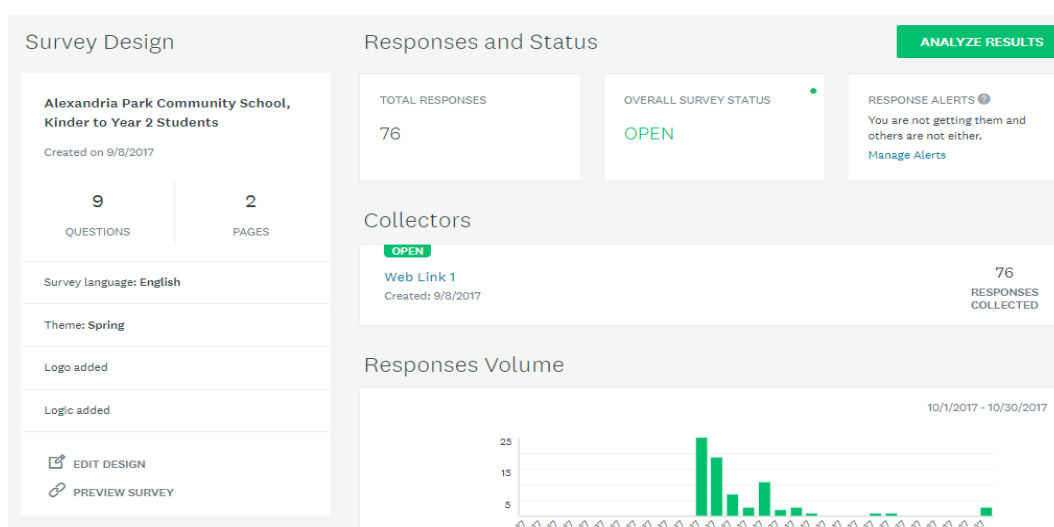 Survey Design
Alexandria Park Community School,
Kinder to Year 2 Students
Created on 9/8/2017
9
QUESTIONS
2
PAGES
Survey language: English
Theme: Spring
Logo added
Logic added
EDIT DESIGN
PREVIEW SURVEY
Responses and Status
ANALYZE RESULTS
TOTAL RESPONSES
76
OVERALL SURVEY STATUS
OPEN
RESPONSE ALERTS
You are not getting them and
others are not either.
Manage Alerts
Collectors
OPEN
Web Link 1
Created: 9/8/2017
76
RESPONSES
COLLECTED
Responses Volume
10/1/2017 - 10/30/2017
25
15
5